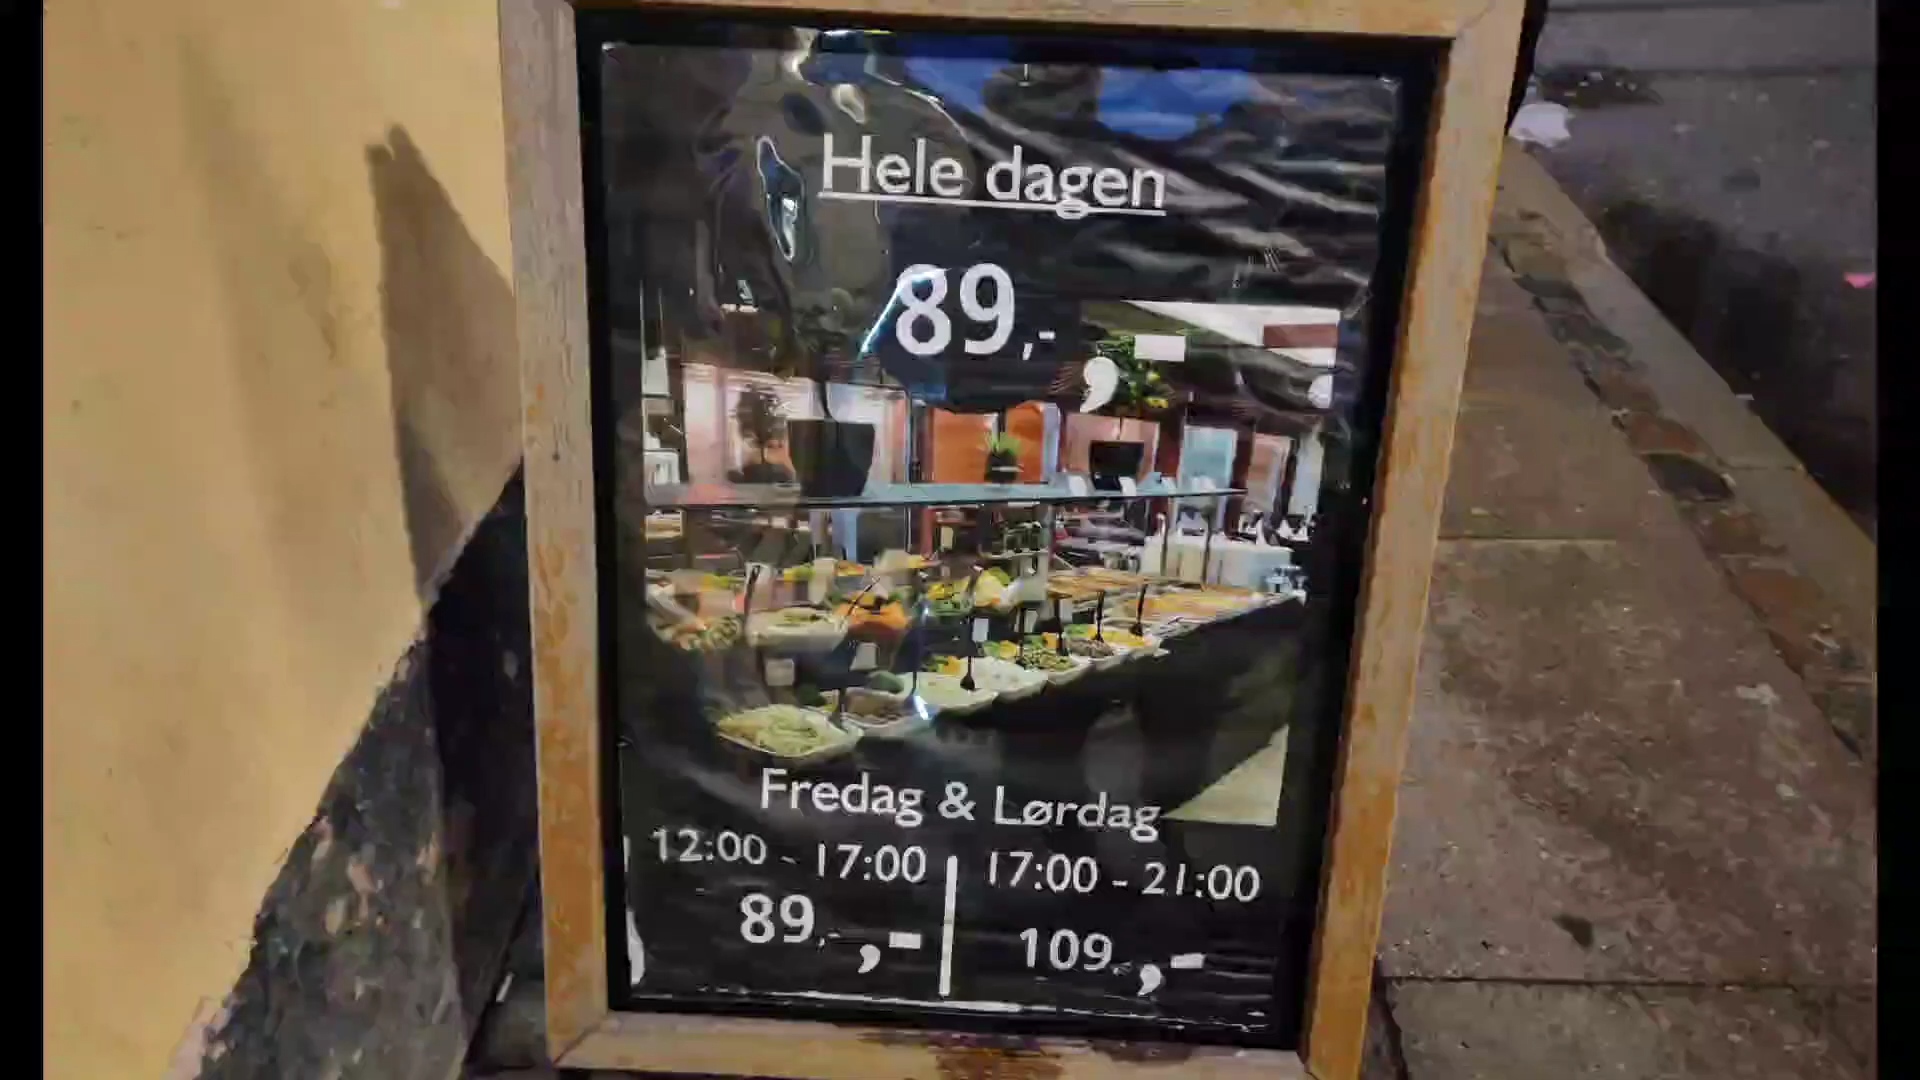 Hele dagen
89,-
Fredag & Lørdag
12:00 - 17:00 | 17:00 - 21:00
89,- | 109,-